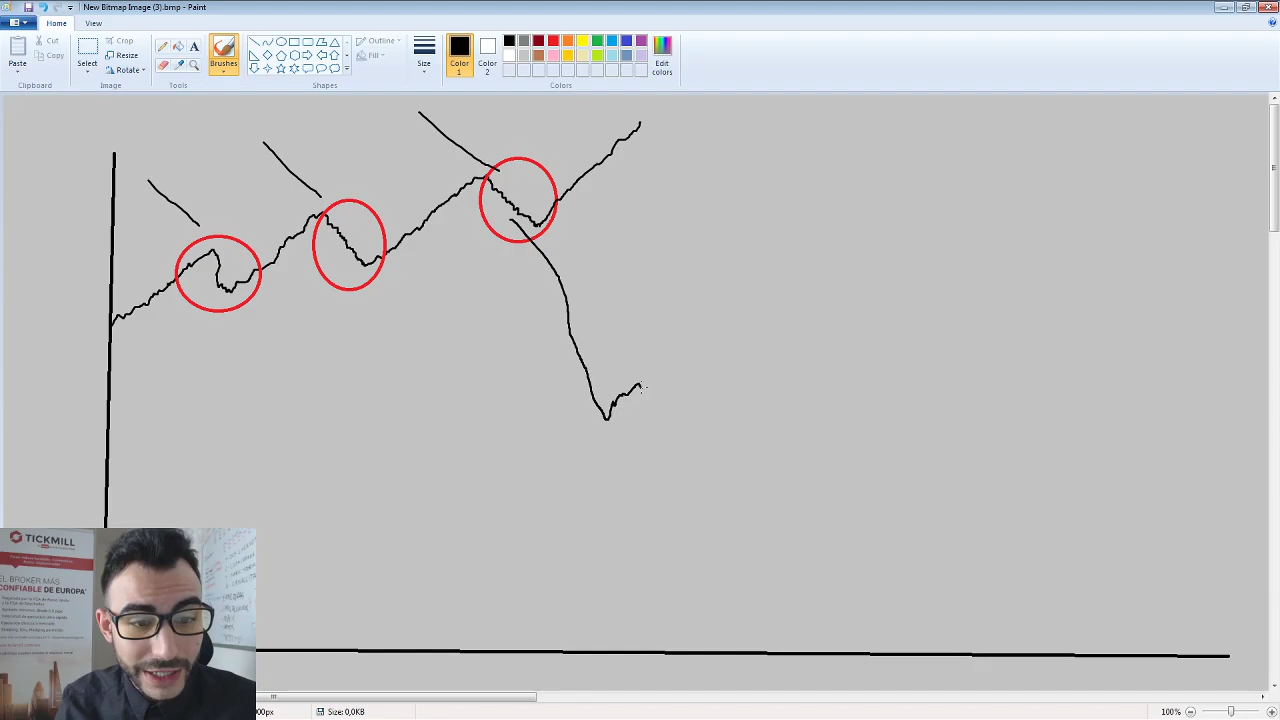 New Bitmap Image (3).bmp - Paint
Home
View
Paste
Cut
Copy
Clipboard
Select
Crop
Resize
Rotate
Image
A
Tools
Brushes
Shapes
Outline
Fill
Size
Color
1
Color
2
Edit
colors
Colors
TICKMILL
EL BROKER MÁS
CONFIABLE DE EUROPA*
00px
Size: 0,0KB
100%